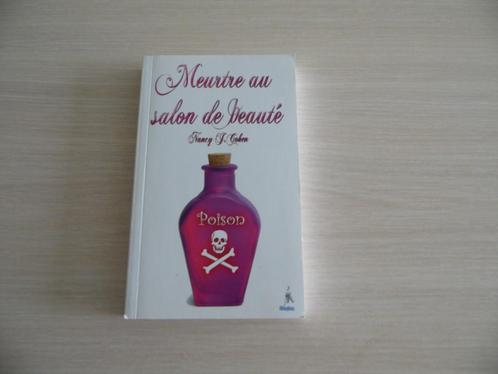 Meurtre au
salon de beauté
Nancy J. Cohen
Poison